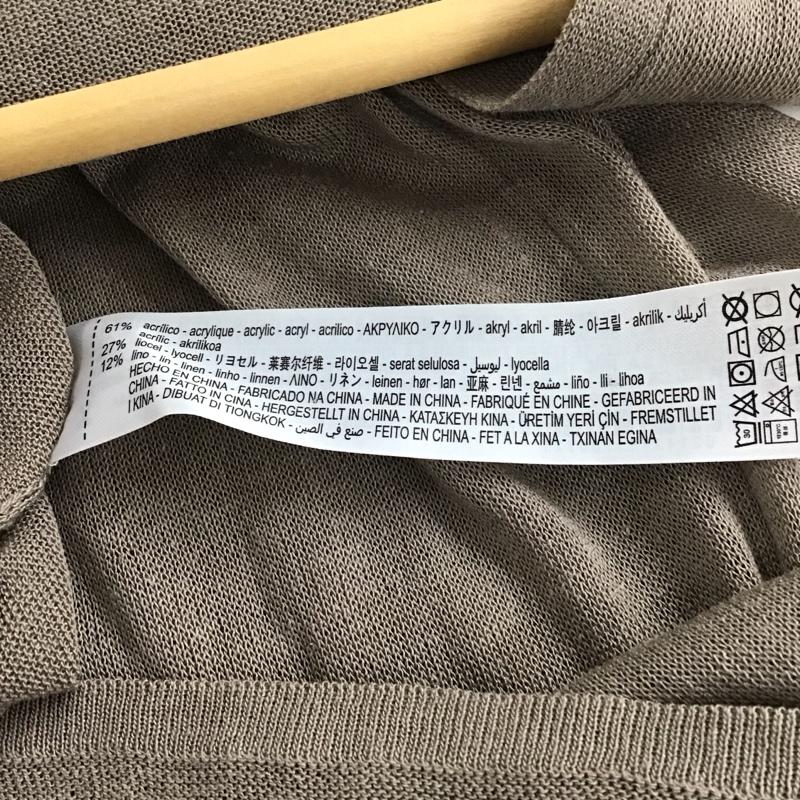 61% acrílico - acrylique - acrylic - acryl - acrilico - ΑΚΡΥΛΙΚΟ - アクリル - akryl - akril - 腈纶 - 아크릴 - akrilik - أكريليك
acrílic - akrilikoa
27% liocel - lyocell - リヨセル - 莱赛尔纤维 - 라이오셀 - serat selulosa - ليوسيل - lyocella
12% lino - lin - linen - linho - linnen - ΛΙΝΟ - リネン - leinen - hør - lan - 亚麻 - 린넨 - مشمع - liño - lli - lihoa
HECHO EN CHINA - FABRICADO NA CHINA - MADE IN CHINA - FABRIQUÉ EN CHINE - GEFABRICEERD IN
CHINA - FATTO IN CINA - HERGESTELLT IN CHINA - ΚΑΤΑΣΚΕΥΗ ΚΙΝΑ - ÜRETİM YERİ ÇİN - FREMSTILLET
I KINA - DIBUAT DI TIONGKOK - صنع في الصين - FEITO EN CHINA - FET A LA XINA - TXINAN EGINA
30